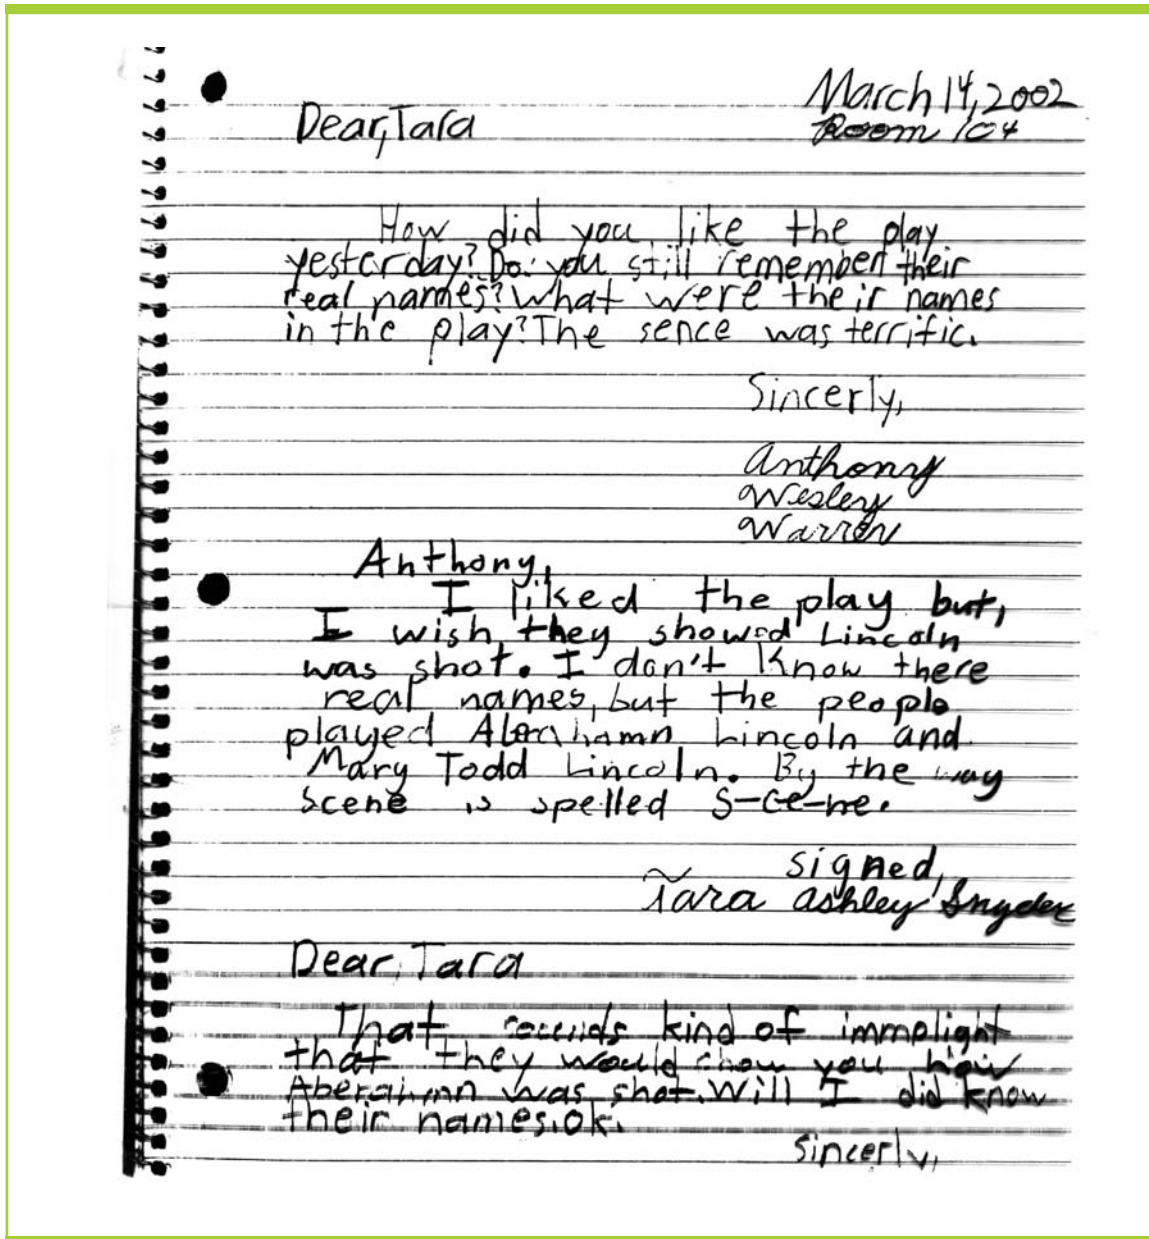 March 14, 2002
Dear, Tara
Room 104
How did you like the play
yesterday? Do you still remember their
real names? What were their names
in the play? The sence was terrific.
Sincerly,
Anthony
Wesley
Warren
Anthony,
I liked the play but,
I wish they showed Lincoln
was shot. I don't know there
real names, but the people
played Aberahamn Lincoln and
Mary Todd Lincoln. By the way
scene is spelled S-ce-ne.
signed,
Tara Ashley Snyder
Dear, Tara
That sounds kind of immplight
that they would show you how
Aberahmn was shot. Will I did know
their names. ok.
sincerly,